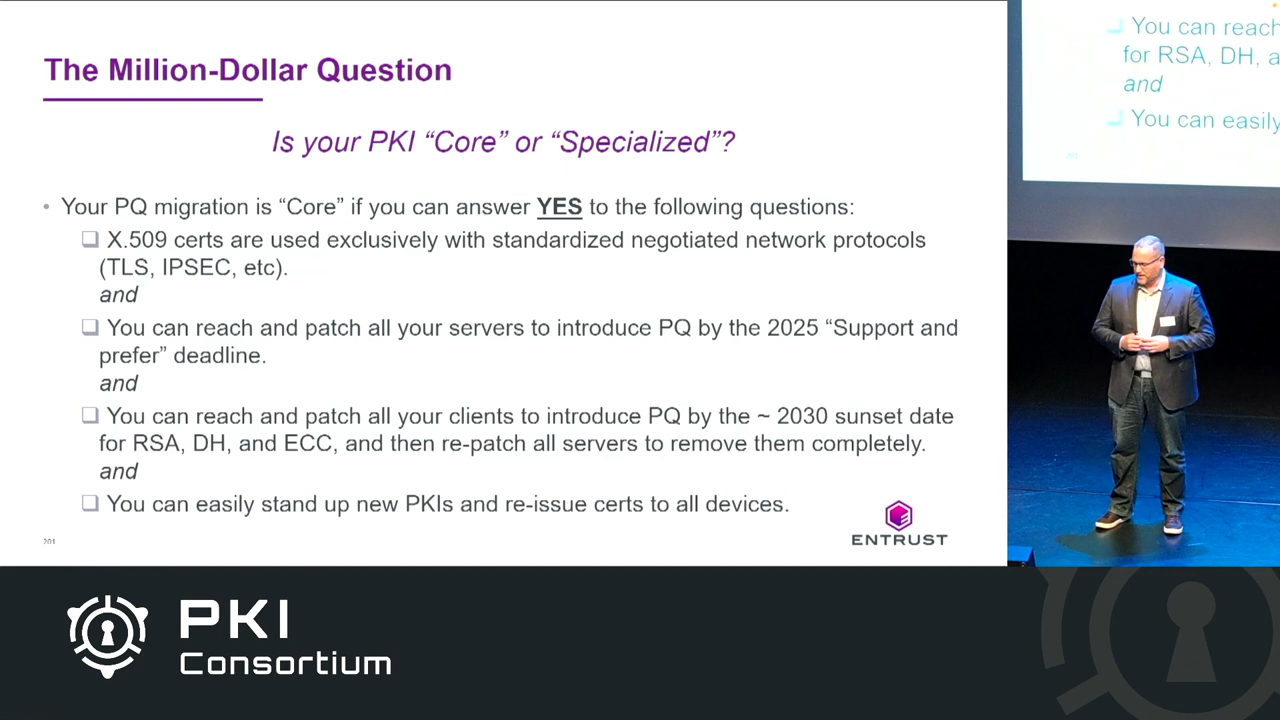 The Million-Dollar Question
Is your PKI “Core” or “Specialized”?
• Your PQ migration is “Core” if you can answer YES to the following questions:
❑ X.509 certs are used exclusively with standardized negotiated network protocols
(TLS, IPSEC, etc).
and
❑ You can reach and patch all your servers to introduce PQ by the 2025 “Support and
prefer” deadline.
and
❑ You can reach and patch all your clients to introduce PQ by the ~ 2030 sunset date
for RSA, DH, and ECC, and then re-patch all servers to remove them completely.
and
❑ You can easily stand up new PKIs and re-issue certs to all devices.
ENTRUST
You can reach
for RSA, DH, a
and
You can easily
PKI
Consortium